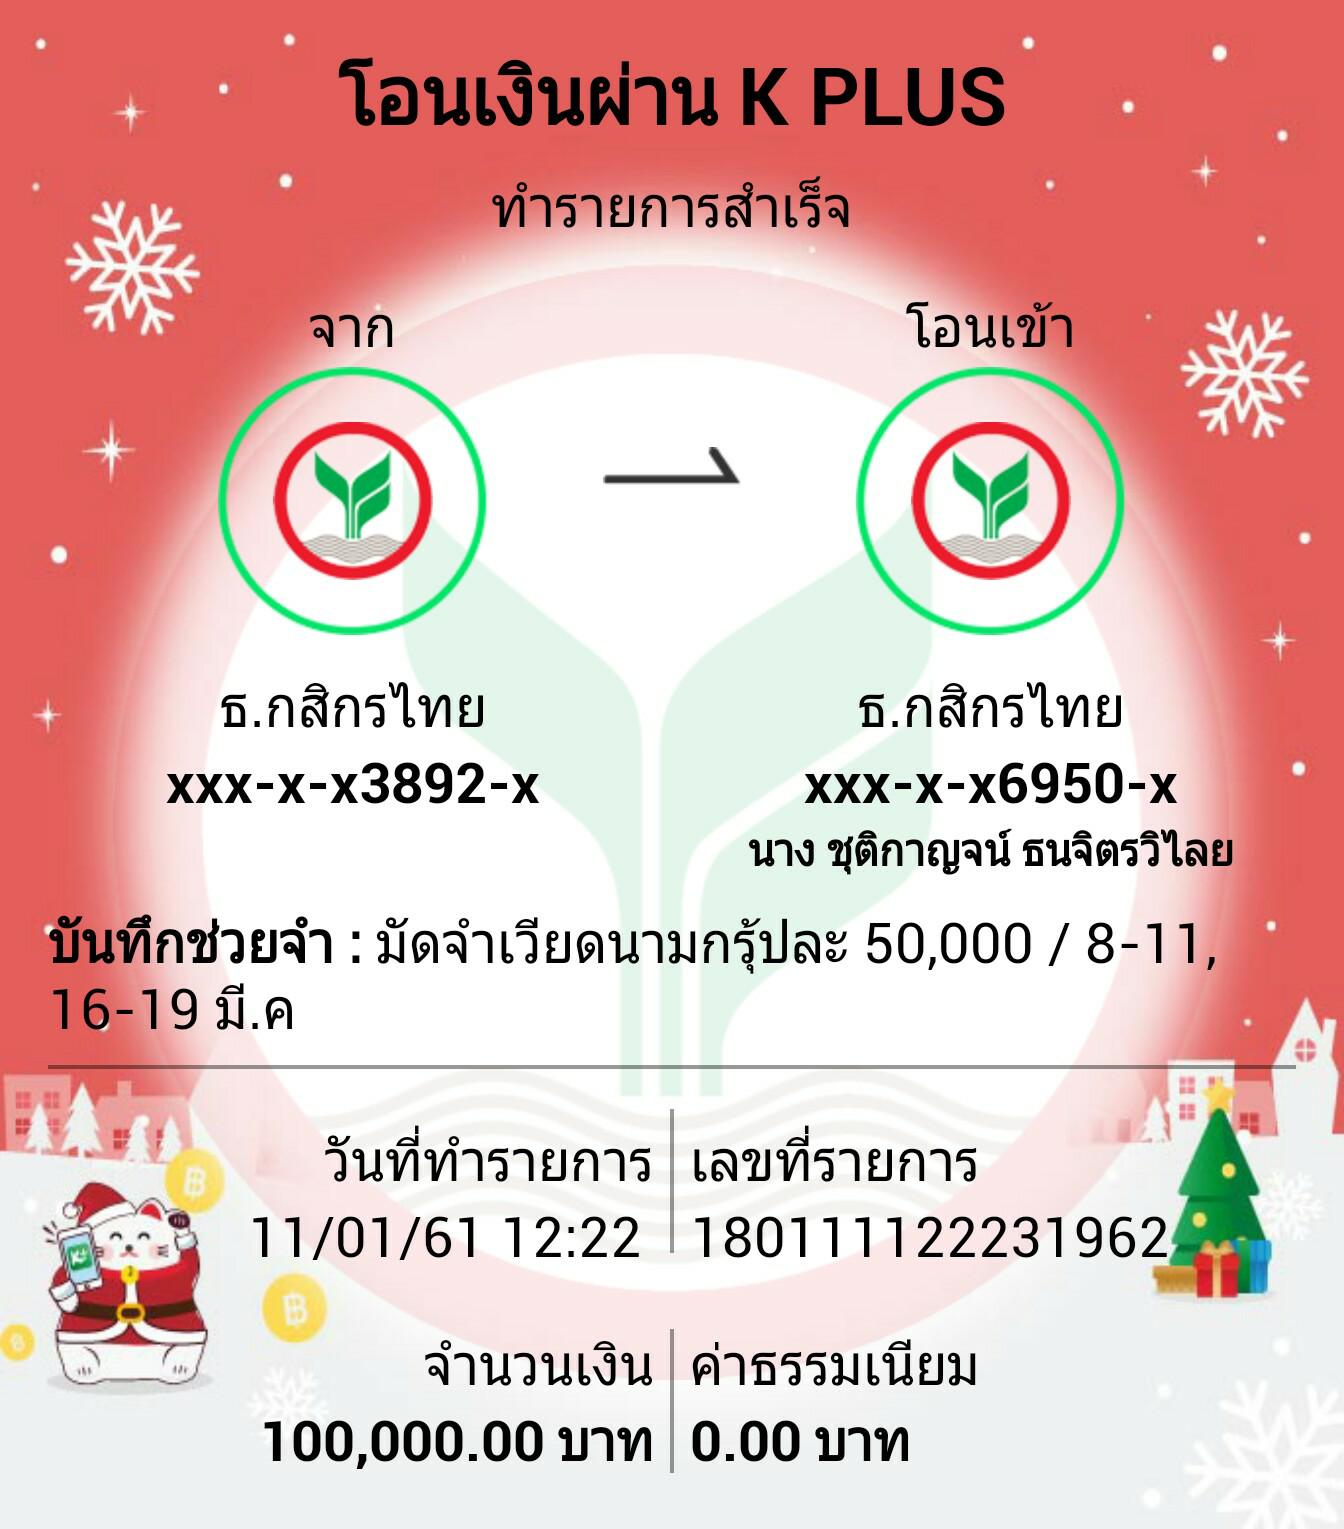 โอนเงินผ่าน K PLUS
ทำรายการสำเร็จ
จาก
โอนเข้า
ธ.กสิกรไทย
xxx-x-x3892-x
ธ.กสิกรไทย
xxx-x-x6950-x
นาง ชุติกาญจน์ ธนจิตรวิไลย
บันทึกช่วยจำ : มัดจำเวียดนามกรุ้ปละ 50,000 / 8-11,
16-19 มี.ค
วันที่ทำรายการ
11/01/61 12:22
เลขที่รายการ
180111122231962
จำนวนเงิน
100,000.00 บาท
ค่าธรรมเนียม
0.00 บาท